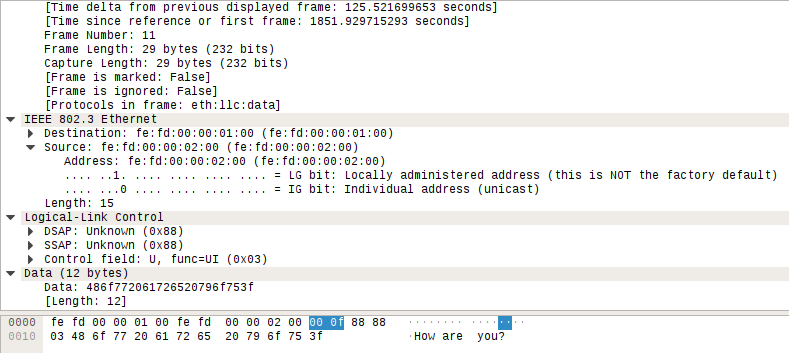 [Time delta from previous displayed frame: 125.521699653 seconds]
[Time since reference or first frame: 1851.929715293 seconds]
Frame Number: 11
Frame Length: 29 bytes (232 bits)
Capture Length: 29 bytes (232 bits)
[Frame is marked: False]
[Frame is ignored: False]
[Protocols in frame: eth:llc:data]
IEEE 802.3 Ethernet
Destination: fe:fd:00:00:01:00 (fe:fd:00:00:01:00)
Source: fe:fd:00:00:02:00 (fe:fd:00:00:02:00)
Address: fe:fd:00:00:02:00 (fe:fd:00:00:02:00)
.... ..1. .... .... .... .... = LG bit: Locally administered address (this is NOT the factory default)
.... ...0 .... .... .... .... = IG bit: Individual address (unicast)
Length: 15
Logical-Link Control
DSAP: Unknown (0x88)
SSAP: Unknown (0x88)
Control field: U, func=UI (0x03)
Data (12 bytes)
Data: 486f772061726520796f753f
[Length: 12]
0000 fe fd 00 00 01 00 fe fd 00 00 02 00 00 0f 88 88 ........ ........
0010 03 48 6f 77 20 61 72 65 20 79 6f 75 3f .How are you?